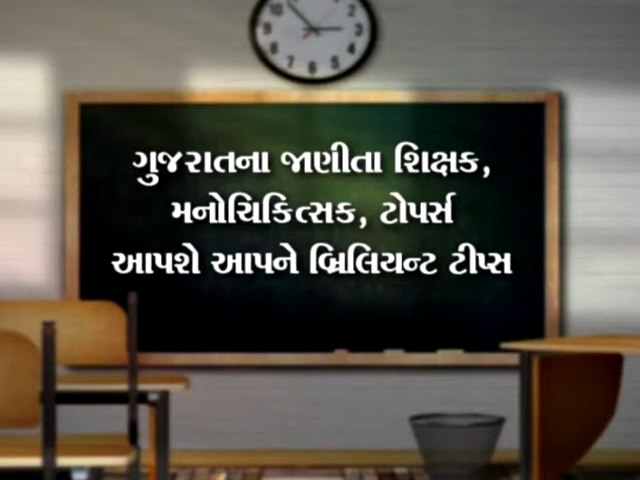 ગુજરાતના જાણીતા શિક્ષક,
મનોચિકિત્સક, ટોપર્સ
આપશે આપને બ્રિલિયન્ટ ટીપ્સ